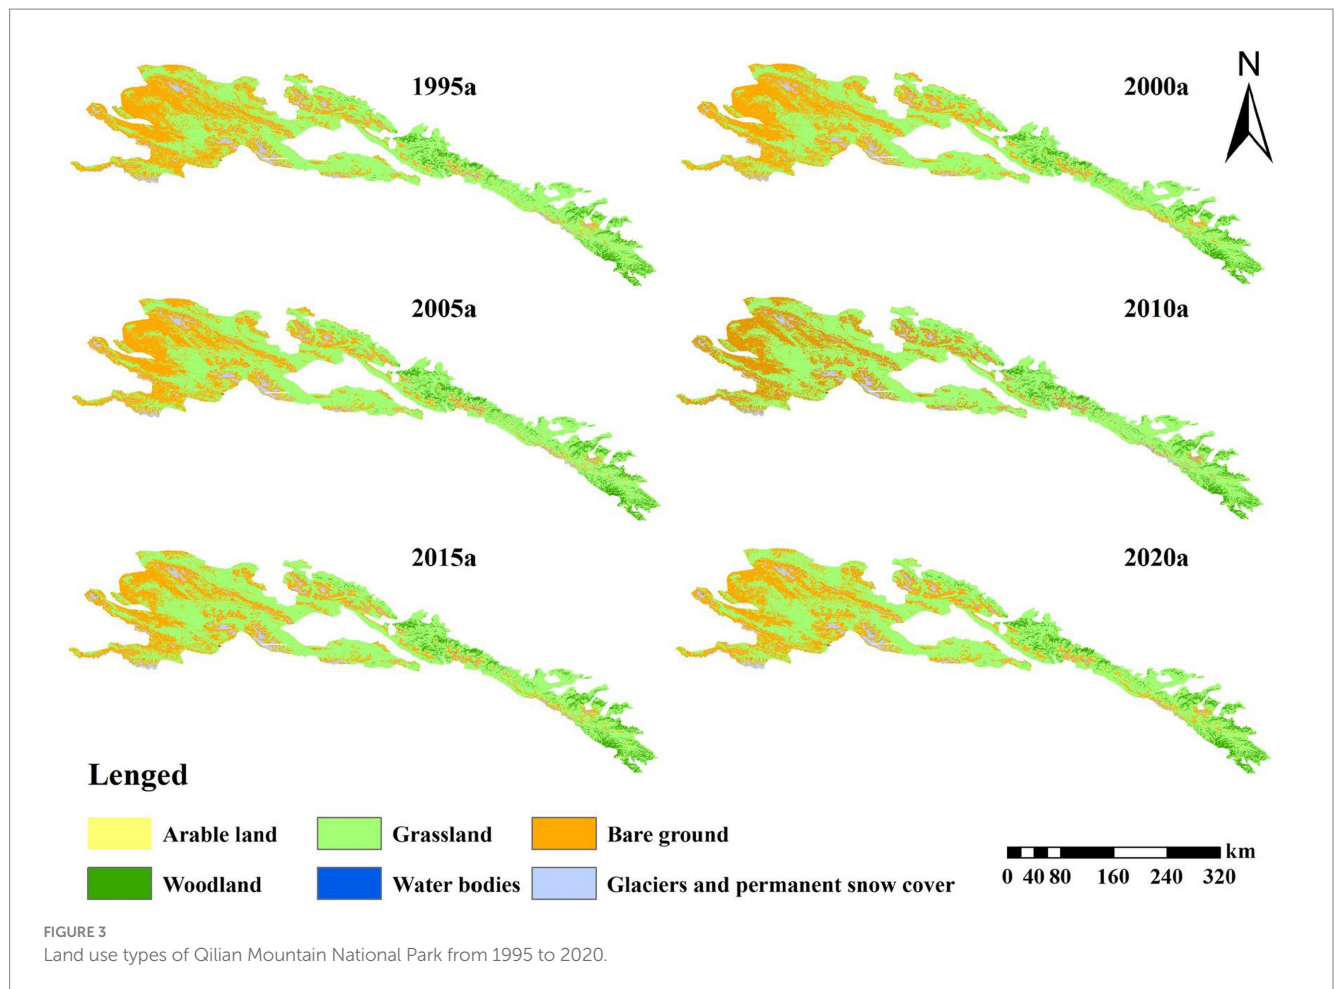 1995a
2000a
N
2005a
2010a
2015a
2020a
Lenged
Arable land
Grassland
Bare ground
Woodland
Water bodies
Glaciers and permanent snow cover
km
0 40 80 160 240 320
FIGURE 3
Land use types of Qilian Mountain National Park from 1995 to 2020.